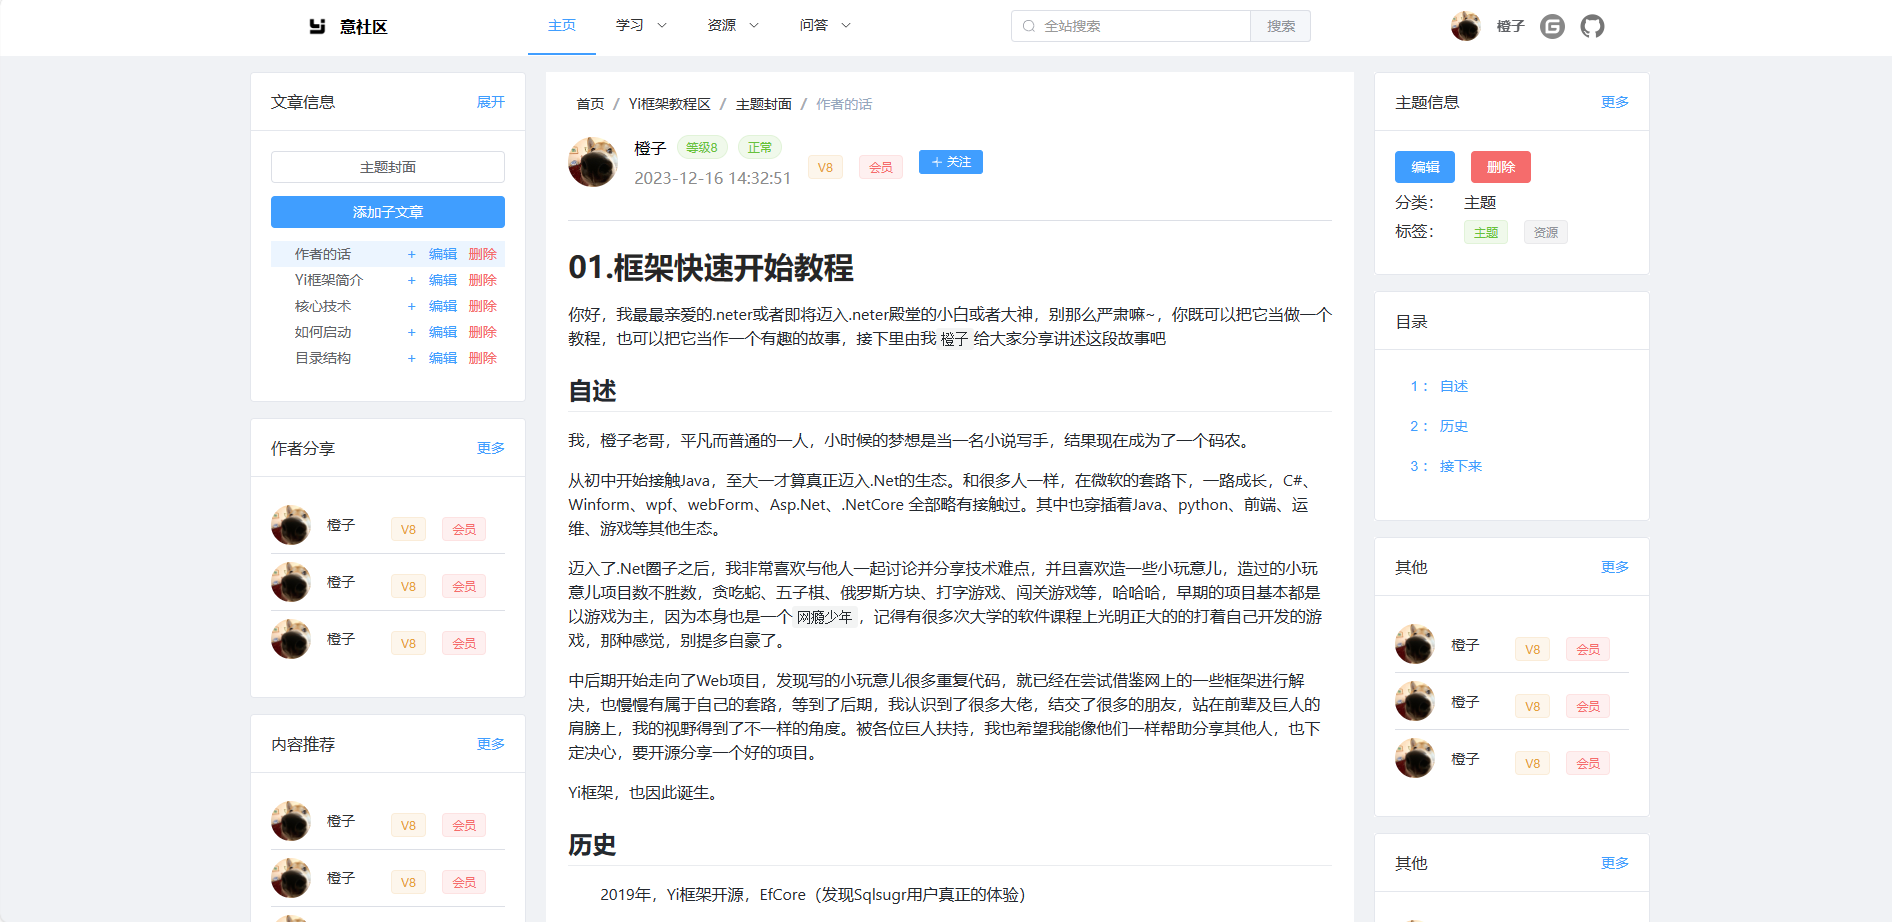 意社区
主页 学习 资源 问答
全站搜索 搜索
橙子
文章信息 展开
主题封面
添加子文章
作者的话 + 编辑 删除
Yi框架简介 + 编辑 删除
核心技术 + 编辑 删除
如何启动 + 编辑 删除
目录结构 + 编辑 删除
作者分享 更多
橙子 V8 会员
橙子 V8 会员
橙子 V8 会员
内容推荐 更多
橙子 V8 会员
橙子 V8 会员
首页 / Yi框架教程区 / 主题封面 / 作者的话
橙子 等级8 正常 V8 会员 + 关注
2023-12-16 14:32:51
01.框架快速开始教程
你好，我最最亲爱的.neter或者即将迈入.neter殿堂的小白或者大神，别那么严肃嘛~，你既可以把它当做一个
教程，也可以把它当作一个有趣的故事，接下里由我 橙子 给大家分享讲述这段故事吧
自述
我，橙子老哥，平凡而普通的一人，小时候的梦想是当一名小说写手，结果现在成为了一个码农。
从初中开始接触Java，至大一才算真正迈入.Net的生态。和很多人一样，在微软的套路下，一路成长，C#、
Winform、wpf、webForm、Asp.Net、.NetCore 全部略有接触过。其中也穿插着Java、python、前端、运
维、游戏等其他生态。
迈入了.Net圈子之后，我非常喜欢与他人一起讨论并分享技术难点，并且喜欢造一些小玩意儿，造过的小玩
意儿项目数不胜数，贪吃蛇、五子棋、俄罗斯方块、打字游戏、闯关游戏等，哈哈哈，早期的项目基本都是
以游戏为主，因为本身也是一个 网瘾少年 ，记得有很多次大学的软件课程上光明正大的的打着自己开发的游
戏，那种感觉，别提多自豪了。
中后期开始走向了Web项目，发现写的小玩意儿很多重复代码，就已经在尝试借鉴网上的一些框架进行解
决，也慢慢有属于自己的套路，等到了后期，我认识到了很多大佬，结交了很多的朋友，站在前辈及巨人的
肩膀上，我的视野得到了不一样的角度。被各位巨人扶持，我也希望我能像他们一样帮助分享其他人，也下
定决心，要开源分享一个好的项目。
Yi框架，也因此诞生。
历史
2019年，Yi框架开源，EfCore（发现Sqlsugr用户真正的体验）
主题信息 更多
编辑 删除
分类： 主题
标签： 主题 资源
目录
1： 自述
2： 历史
3： 接下来
其他 更多
橙子 V8 会员
橙子 V8 会员
橙子 V8 会员
其他 更多